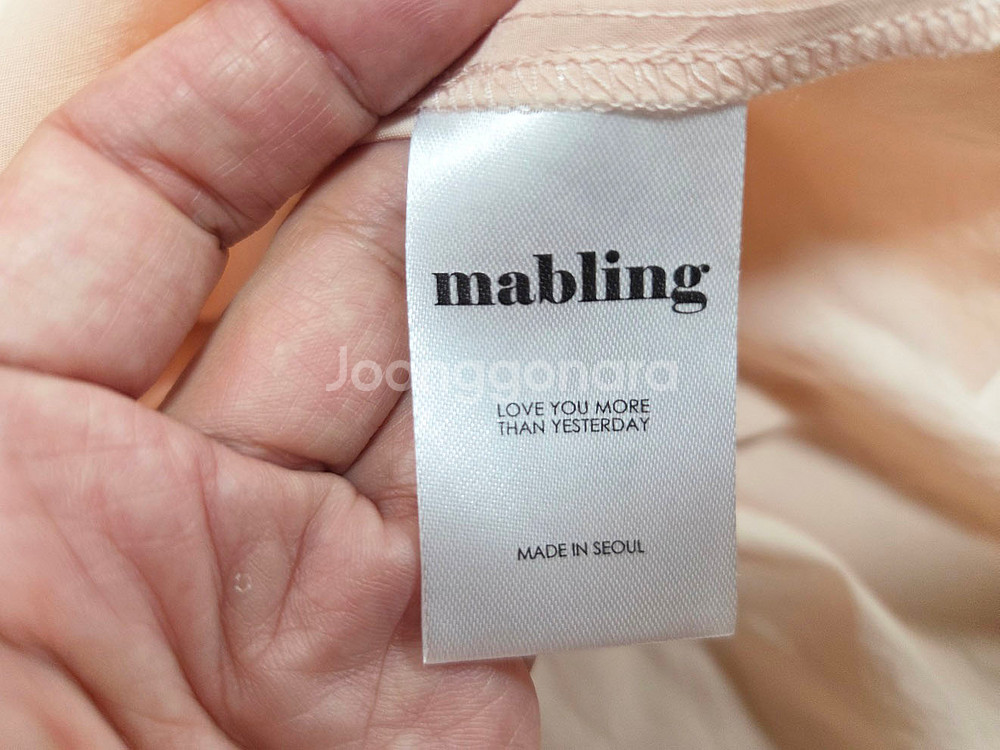 mabling
Joonggonara
LOVE YOU MORE
THAN YESTERDAY
MADE IN SEOUL